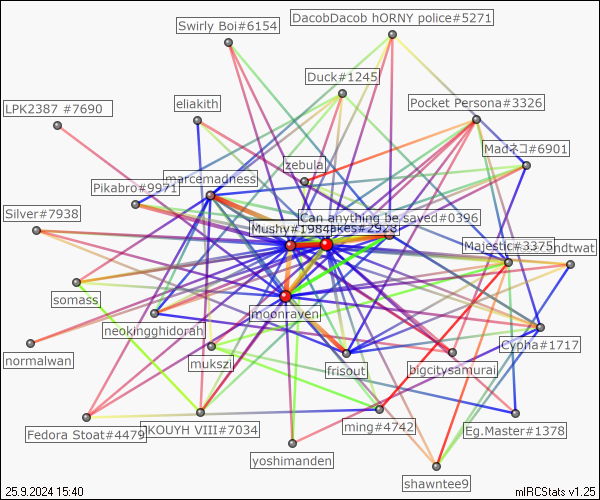 DacobDacob hORNY police#5271
Swirly Boi#6154
Duck#1245
LPK2387 #7690
eliakith
Pocket Persona#3326
Madネコ#6901
zebula
marcemadness
Pikabro#9971
Silver#7938
Can anything be saved#0396
Mushy#1984
akes#2923
Majestic#3375
ndtwat
somass
moonraven
neokingghidorah
Cypha#1717
normalwan
mukszi
frisout
bigcitysamurai
Fedora Stoat#4479
KOUYH VIII#7034
ming#4742
Eg.Master#1378
yoshimanden
shawntee9
25.9.2024 15:40
mIRCStats v1.25